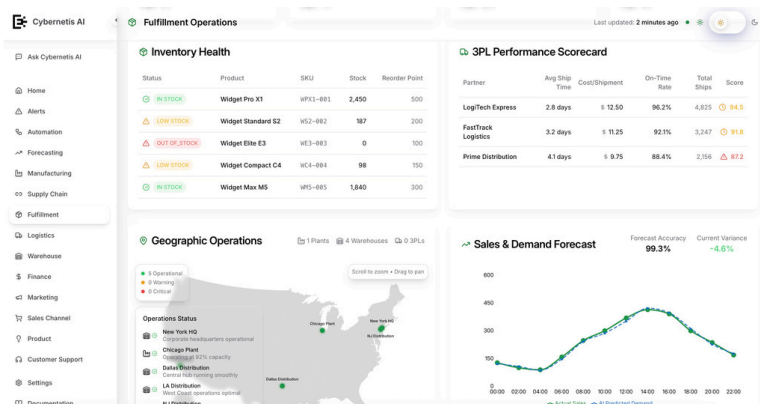 Cybernetis AI
Fulfillment Operations
Last updated: 2 minutes ago
Ask Cybernetis AI
Home
Alerts
Automation
Forecasting
Manufacturing
Supply Chain
Fulfillment
Logistics
Warehouse
Finance
Marketing
Sales Channel
Product
Customer Support
Settings
Documentation
Inventory Health
Status Product SKU Stock Reorder Point
IN STOCK Widget Pro X1 WPX1-001 2,450 500
LOW STOCK Widget Standard S2 WS2-002 187 200
OUT OF_STOCK Widget Elite E3 WE3-003 0 100
LOW STOCK Widget Compact C4 WC4-004 98 150
IN STOCK Widget Max M5 WM5-005 1,840 300
3PL Performance Scorecard
Partner Avg Ship Time Cost/Shipment On-Time Rate Total Ships Score
LogiTech Express 2.8 days $ 12.50 96.2% 4,825 94.5
FastTrack Logistics 3.2 days $ 11.25 92.1% 3,247 91.8
Prime Distribution 4.1 days $ 9.75 88.4% 2,156 87.2
Geographic Operations
1 Plants 4 Warehouses 0 3PLs
5 Operational
0 Warning
0 Critical
Scroll to zoom • Drag to pan
Operations Status
New York HQ
Corporate headquarters operational
Chicago Plant
Operating at 92% capacity
Dallas Distribution
Central hub running smoothly
LA Distribution
West Coast operations optimal
NJ Distribution
Chicago Plant
New York HQ
NJ Distribution
Dallas Distribution
Sales & Demand Forecast
Forecast Accuracy
99.3%
Current Variance
-4.6%
600
450
300
150
0
00:00 02:00 04:00 06:00 08:00 10:00 12:00 14:00 16:00 18:00 20:00 22:00
Actual Sales AI Predicted Demand